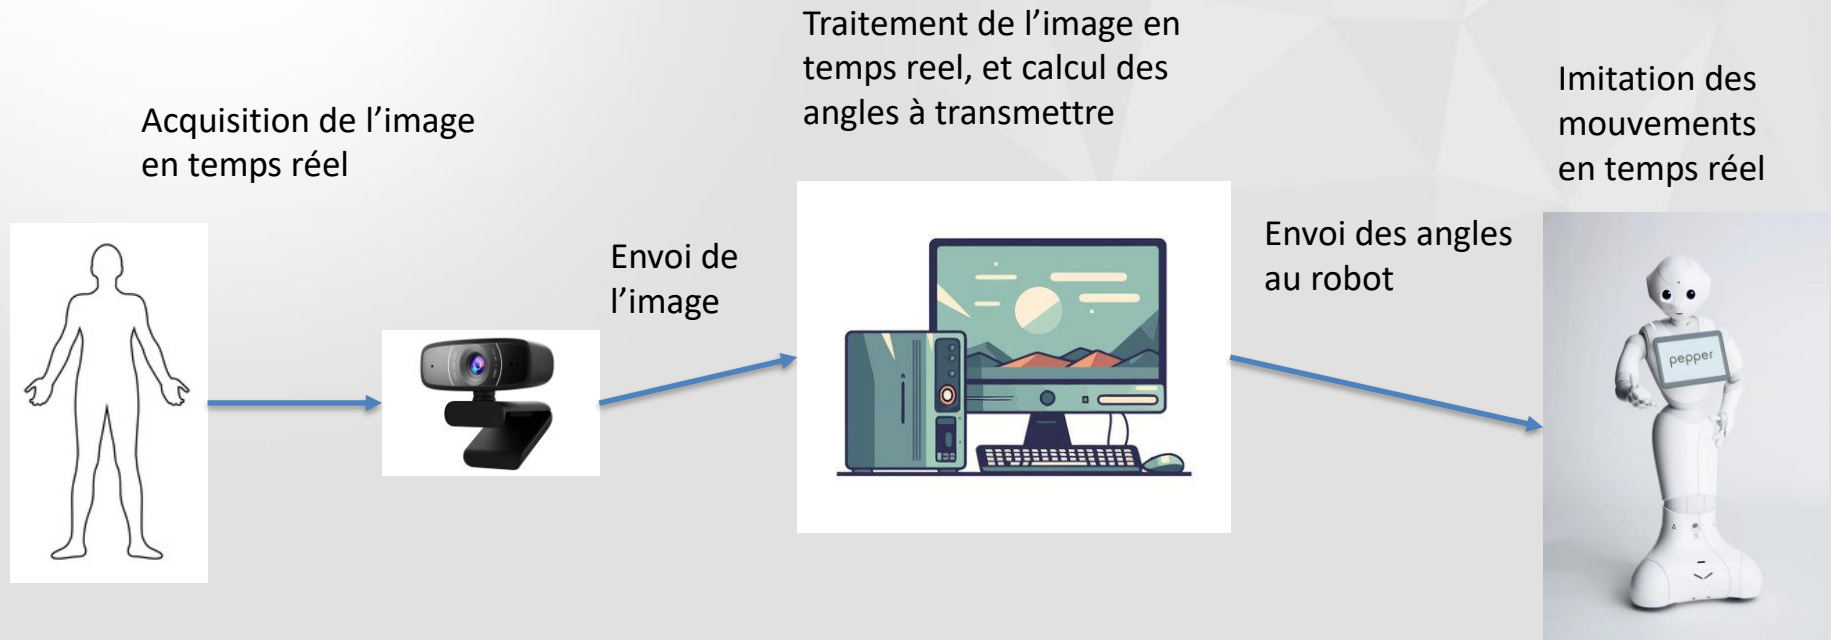 Acquisition de l’image
en temps réel
Envoi de
l’image
Traitement de l’image en
temps reel, et calcul des
angles à transmettre
Envoi des angles
au robot
Imitation des
mouvements
en temps réel
pepper